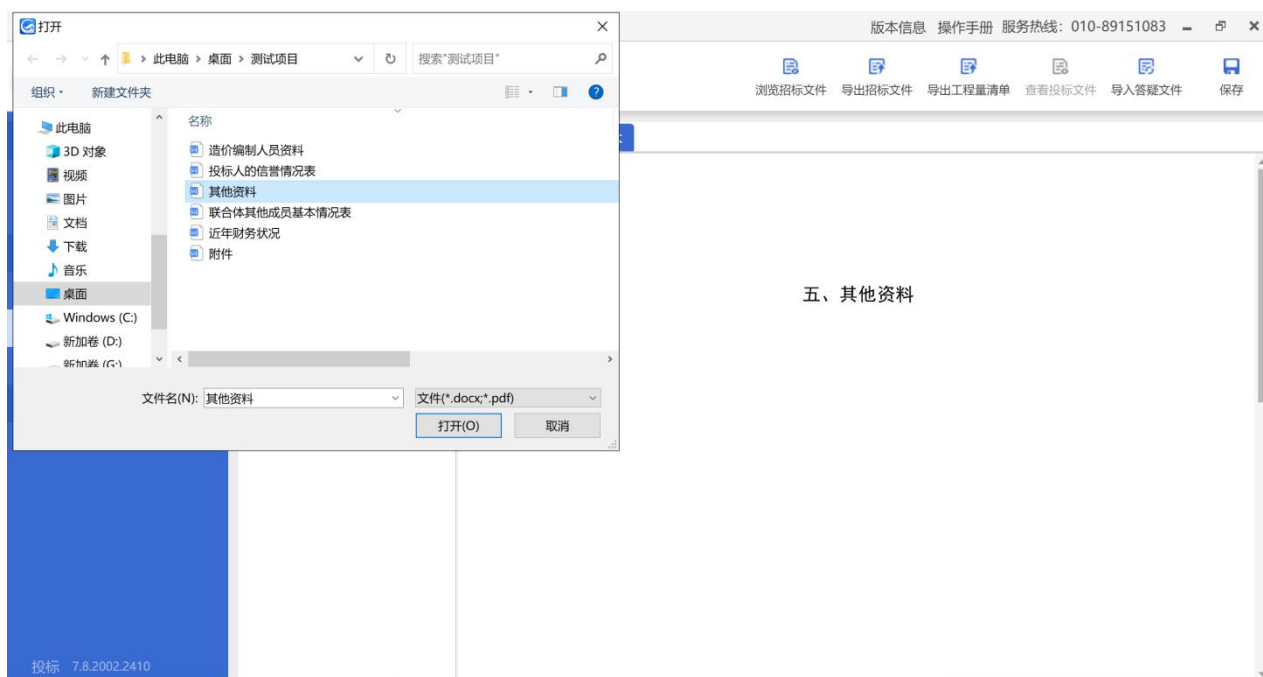 打开
版本信息 操作手册 服务热线：010-89151083
此电脑 › 桌面 › 测试项目
搜索"测试项目"
浏览招标文件 导出招标文件 导出工程量清单 查看投标文件 导入答疑文件 保存
组织 新建文件夹
名称
此电脑
3D 对象
视频
图片
文档
下载
音乐
桌面
Windows (C:)
新加卷 (D:)
新加卷 (G:)
造价编制人员资料
投标人的信誉情况表
其他资料
联合体其他成员基本情况表
近年财务状况
附件
五、其他资料
文件名(N): 其他资料 文件(*.docx;*.pdf)
打开(O) 取消
投标 7.8.2002.2410